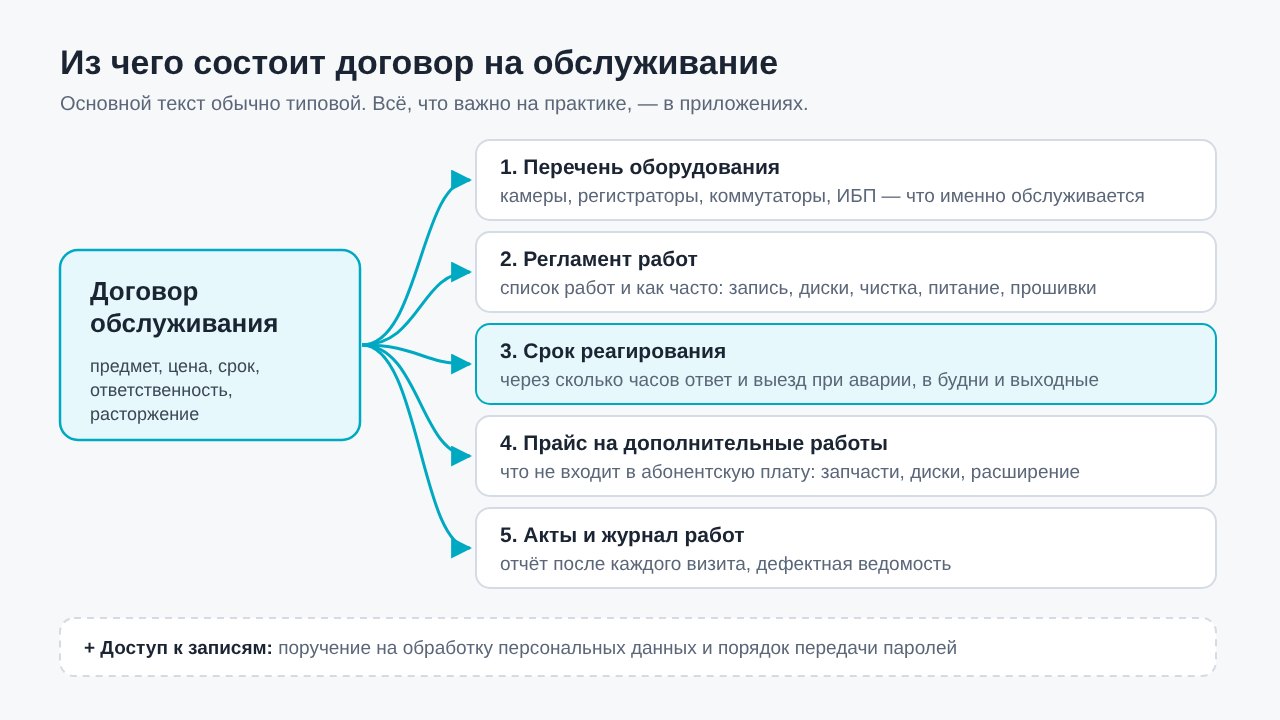 Из чего состоит договор на обслуживание
Основной текст обычно типовой. Всё, что важно на практике, — в приложениях.
Договор
обслуживания
предмет, цена, срок,
ответственность,
расторжение
1. Перечень оборудования
камеры, регистраторы, коммутаторы, ИБП — что именно обслуживается
2. Регламент работ
список работ и как часто: запись, диски, чистка, питание, прошивки
3. Срок реагирования
через сколько часов ответ и выезд при аварии, в будни и выходные
4. Прайс на дополнительные работы
что не входит в абонентскую плату: запчасти, диски, расширение
5. Акты и журнал работ
отчёт после каждого визита, дефектная ведомость
+ Доступ к записям: поручение на обработку персональных данных и порядок передачи паролей